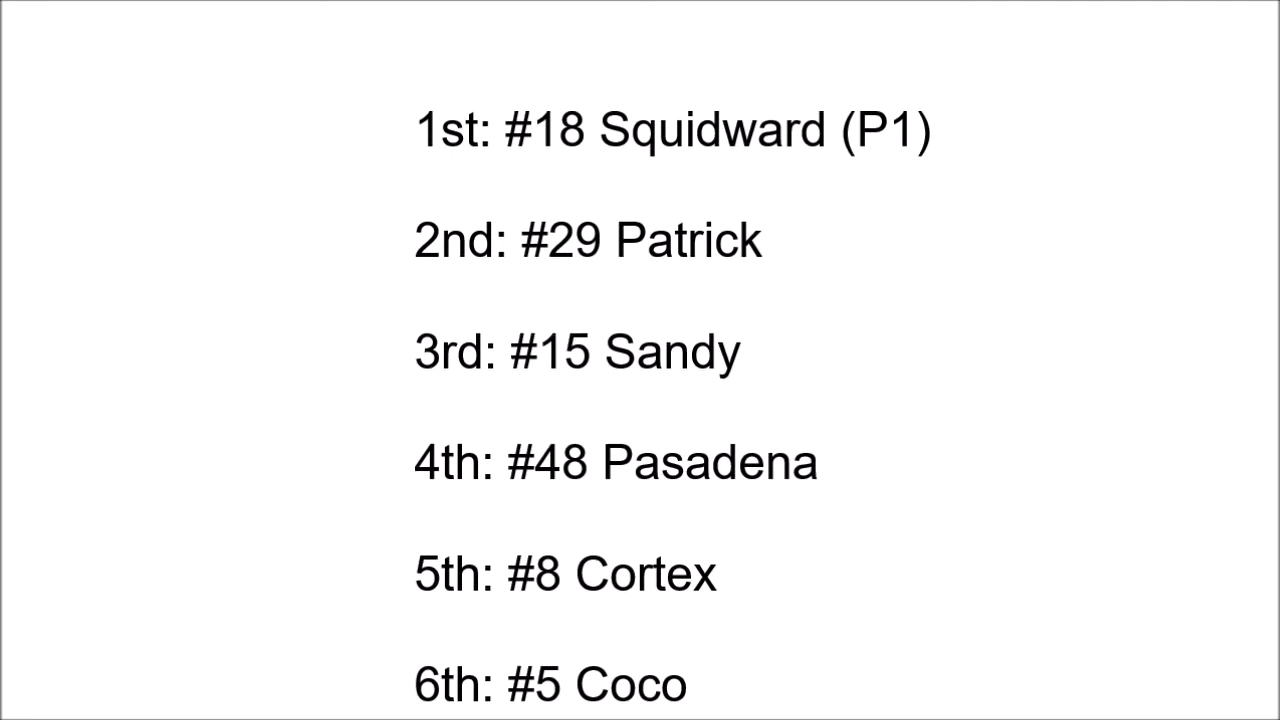 1st: #18 Squidward (P1)
2nd: #29 Patrick
3rd: #15 Sandy
4th: #48 Pasadena
5th: #8 Cortex
6th: #5 Coco